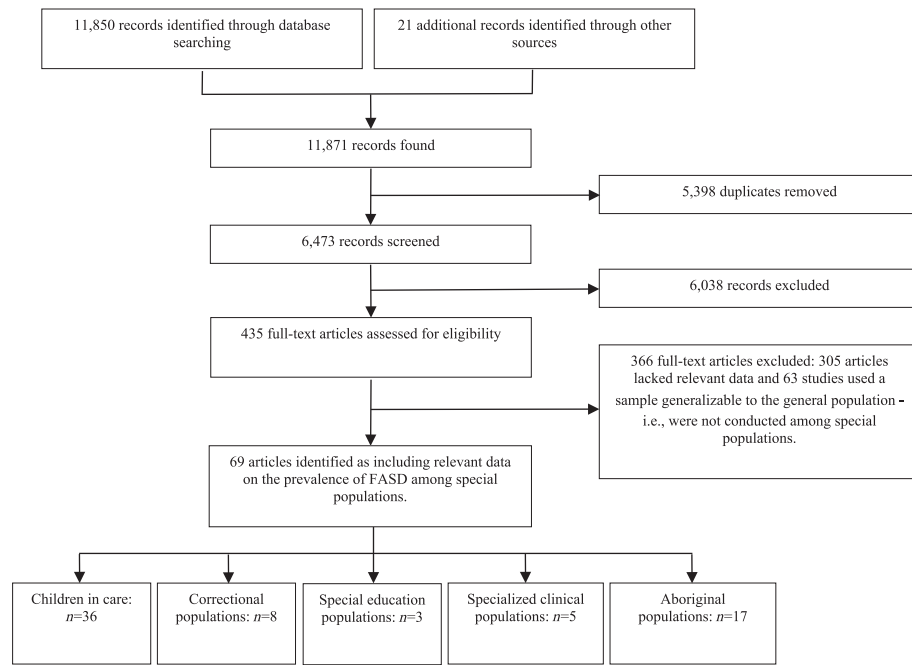 11,850 records identified through database
searching
21 additional records identified through other
sources
11,871 records found
5,398 duplicates removed
6,473 records screened
6,038 records excluded
435 full-text articles assessed for eligibility
366 full-text articles excluded: 305 articles
lacked relevant data and 63 studies used a
sample generalizable to the general population –
i.e., were not conducted among special
populations.
69 articles identified as including relevant data
on the prevalence of FASD among special
populations.
Children in care:
n=36
Correctional
populations: n=8
Special education
populations: n=3
Specialized clinical
populations: n=5
Aboriginal
populations: n=17